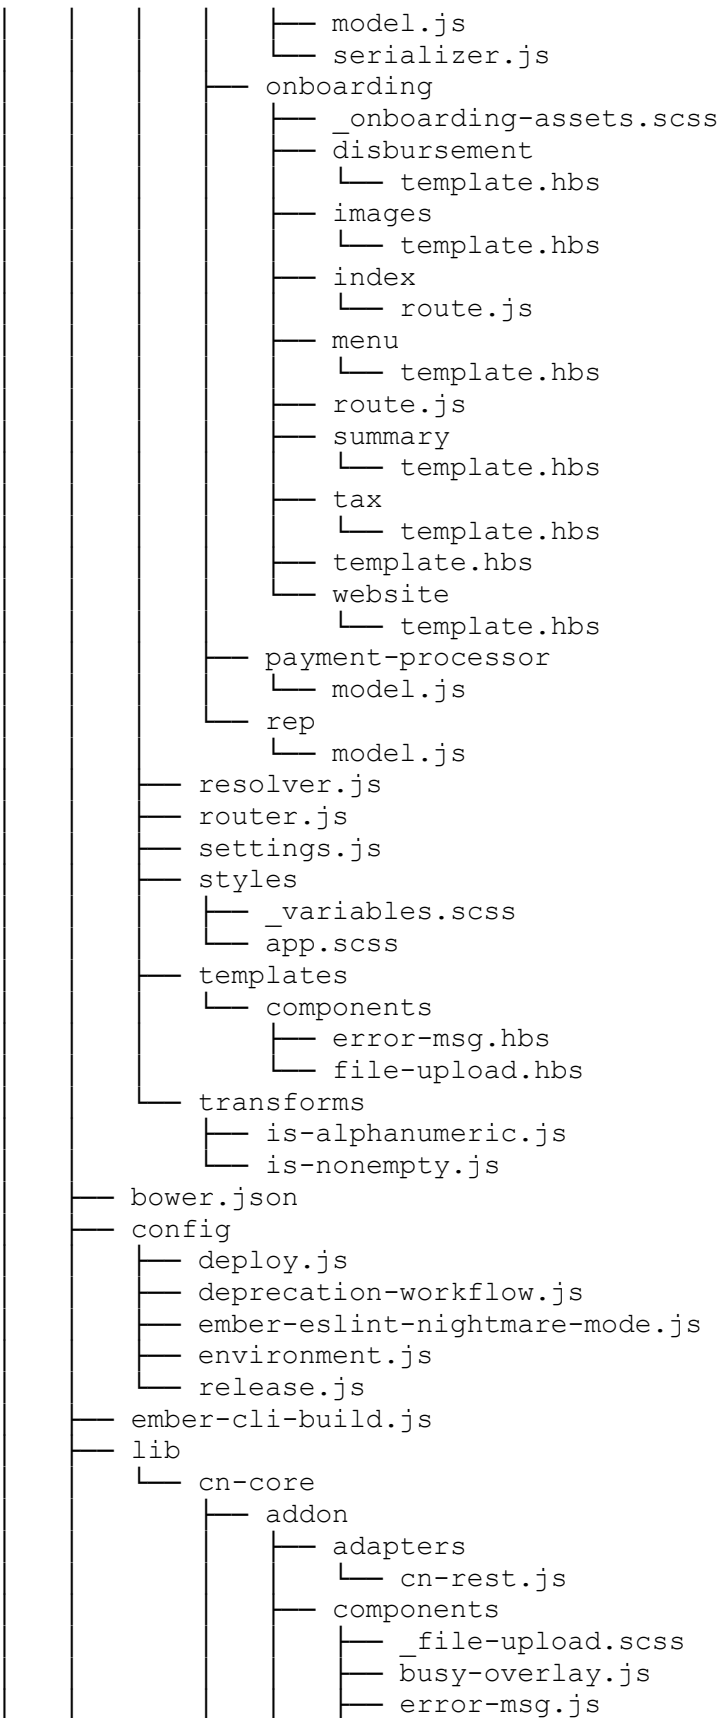 │   │   │   │   ├── model.js
│   │   │   │   └── serializer.js
│   │   │   ├── onboarding
│   │   │   │   ├── _onboarding-assets.scss
│   │   │   │   ├── disbursement
│   │   │   │   │   └── template.hbs
│   │   │   │   ├── images
│   │   │   │   │   └── template.hbs
│   │   │   │   ├── index
│   │   │   │   │   └── route.js
│   │   │   │   ├── menu
│   │   │   │   │   └── template.hbs
│   │   │   │   ├── route.js
│   │   │   │   ├── summary
│   │   │   │   │   └── template.hbs
│   │   │   │   ├── tax
│   │   │   │   │   └── template.hbs
│   │   │   │   ├── template.hbs
│   │   │   │   └── website
│   │   │   │       └── template.hbs
│   │   │   ├── payment-processor
│   │   │   │   └── model.js
│   │   │   └── rep
│   │   │       └── model.js
│   │   ├── resolver.js
│   │   ├── router.js
│   │   ├── settings.js
│   │   ├── styles
│   │   │   ├── _variables.scss
│   │   │   └── app.scss
│   │   ├── templates
│   │   │   └── components
│   │   │       ├── error-msg.hbs
│   │   │       └── file-upload.hbs
│   │   └── transforms
│   │       ├── is-alphanumeric.js
│   │       └── is-nonempty.js
│   ├── bower.json
│   ├── config
│   │   ├── deploy.js
│   │   ├── deprecation-workflow.js
│   │   ├── ember-eslint-nightmare-mode.js
│   │   ├── environment.js
│   │   └── release.js
│   ├── ember-cli-build.js
│   ├── lib
│   │   └── cn-core
│   │       ├── addon
│   │       │   ├── adapters
│   │       │   │   └── cn-rest.js
│   │       │   ├── components
│   │       │   │   ├── _file-upload.scss
│   │       │   │   ├── busy-overlay.js
│   │       │   │   ├── error-msg.js